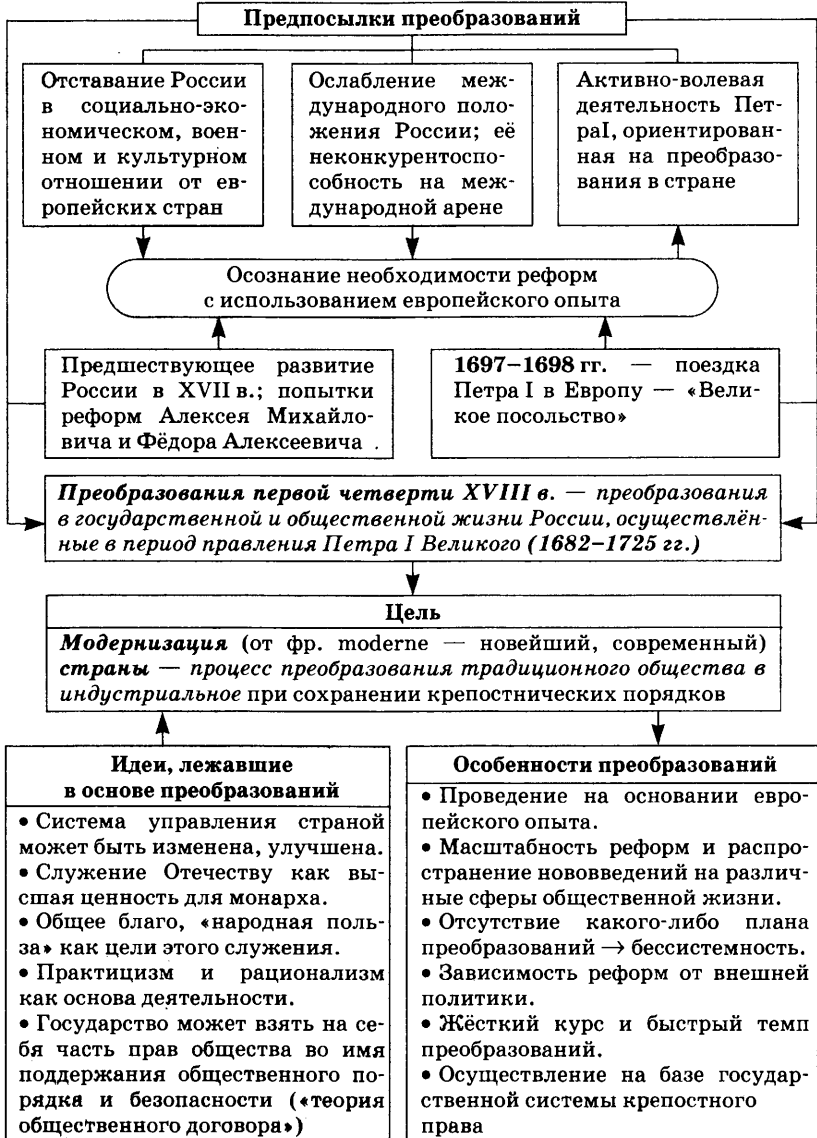 Предпосылки преобразований
Отставание России
в социально-эко-
номическом, воен-
ном и культурном
отношении от ев-
ропейских стран
Ослабление меж-
дународного поло-
жения России; её
неконкурентоспо-
собность на меж-
дународной арене
Активно-волевая
деятельность Пет-
раI, ориентирован-
ная на преобразо-
вания в стране
Осознание необходимости реформ
с использованием европейского опыта
Предшествующее развитие
России в XVII в.; попытки
реформ Алексея Михайло-
вича и Фёдора Алексеевича .
1697–1698 гг. — поездка
Петра I в Европу — «Вели-
кое посольство»
Преобразования первой четверти XVIII в. — преобразования
в государственной и общественной жизни России, осуществлён-
ные в период правления Петра I Великого (1682–1725 гг.)
Цель
Модернизация (от фр. moderne — новейший, современный)
страны — процесс преобразования традиционного общества в
индустриальное при сохранении крепостнических порядков
Идеи, лежавшие
в основе преобразований
• Система управления страной
может быть изменена, улучшена.
• Служение Отечеству как вы-
сшая ценность для монарха.
• Общее благо, «народная поль-
за» как цели этого служения.
• Практицизм и рационализм
как основа деятельности.
• Государство может взять на се-
бя часть прав общества во имя
поддержания общественного по-
рядка и безопасности («теория
общественного договора»)
Особенности преобразований
• Проведение на основании евро-
пейского опыта.
• Масштабность реформ и распро-
странение нововведений на различ-
ные сферы общественной жизни.
• Отсутствие какого-либо плана
преобразований → бессистемность.
• Зависимость реформ от внешней
политики.
• Жёсткий курс и быстрый темп
преобразований.
• Осуществление на базе государ-
ственной системы крепостного
права